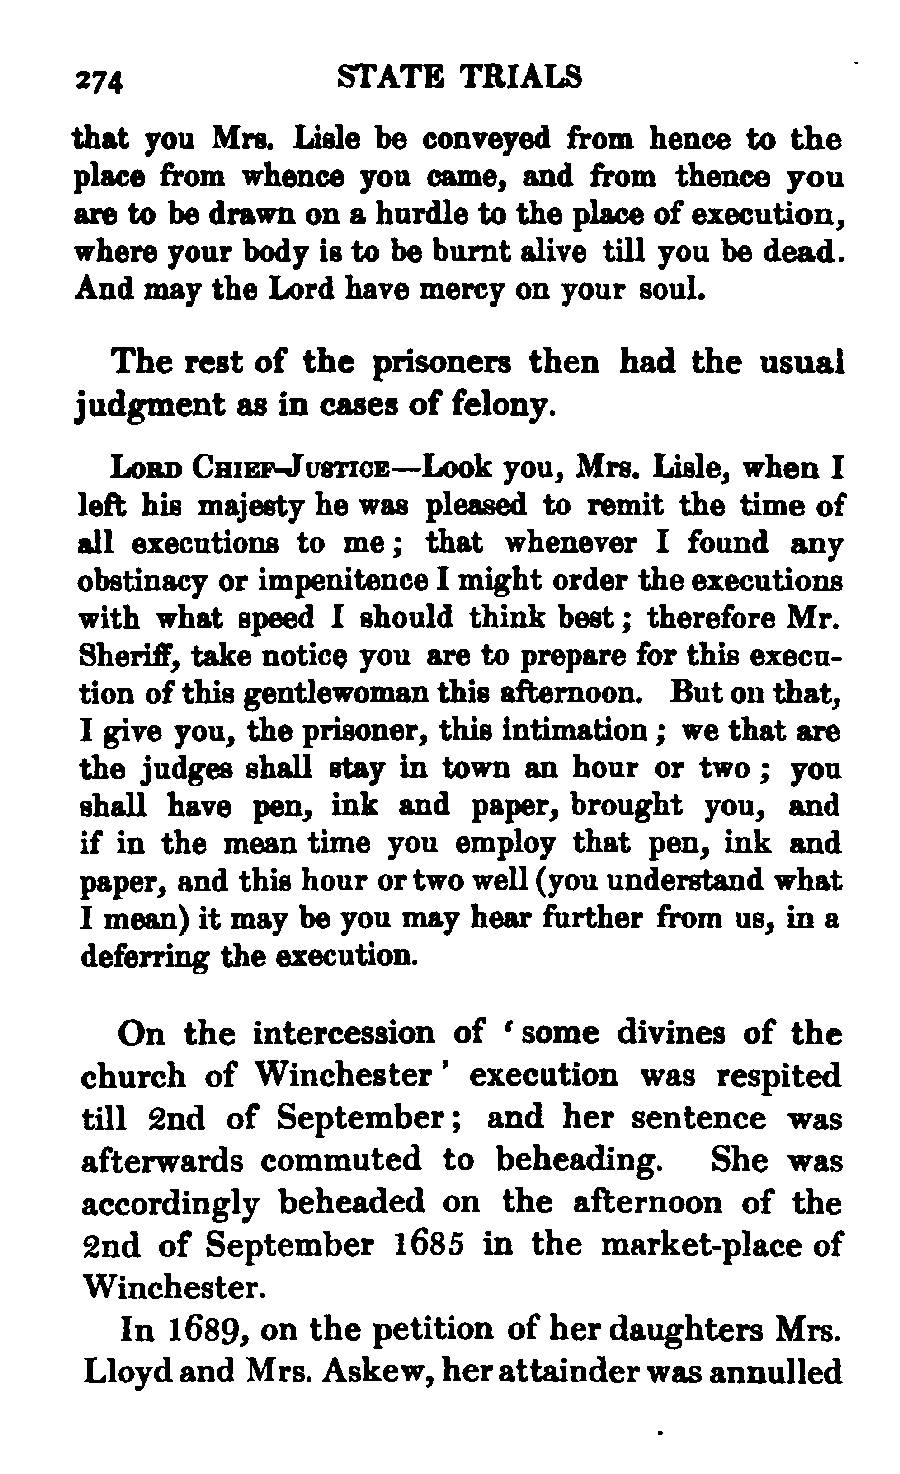 274 STATE TRIALS
that you Mrs. Lisle be conveyed from hence to the
place from whence you came, and from thence you
are to be drawn on a hurdle to the place of execution,
where your body is to be burnt alive till you be dead.
And may the Lord have mercy on your soul.
The rest of the prisoners then had the usual
judgment as in cases of felony.
LORD CHIEF-JUSTICE—Look you, Mrs. Lisle, when I
left his majesty he was pleased to remit the time of
all executions to me; that whenever I found any
obstinacy or impenitence I might order the executions
with what speed I should think best; therefore Mr.
Sheriff, take notice you are to prepare for this execu-
tion of this gentlewoman this afternoon. But on that,
I give you, the prisoner, this intimation; we that are
the judges shall stay in town an hour or two; you
shall have pen, ink and paper, brought you, and
if in the mean time you employ that pen, ink and
paper, and this hour or two well (you understand what
I mean) it may be you may hear further from us, in a
deferring the execution.
On the intercession of ‘some divines of the
church of Winchester’ execution was respited
till 2nd of September; and her sentence was
afterwards commuted to beheading. She was
accordingly beheaded on the afternoon of the
2nd of September 1685 in the market-place of
Winchester.
In 1689, on the petition of her daughters Mrs.
Lloyd and Mrs. Askew, her attainder was annulled